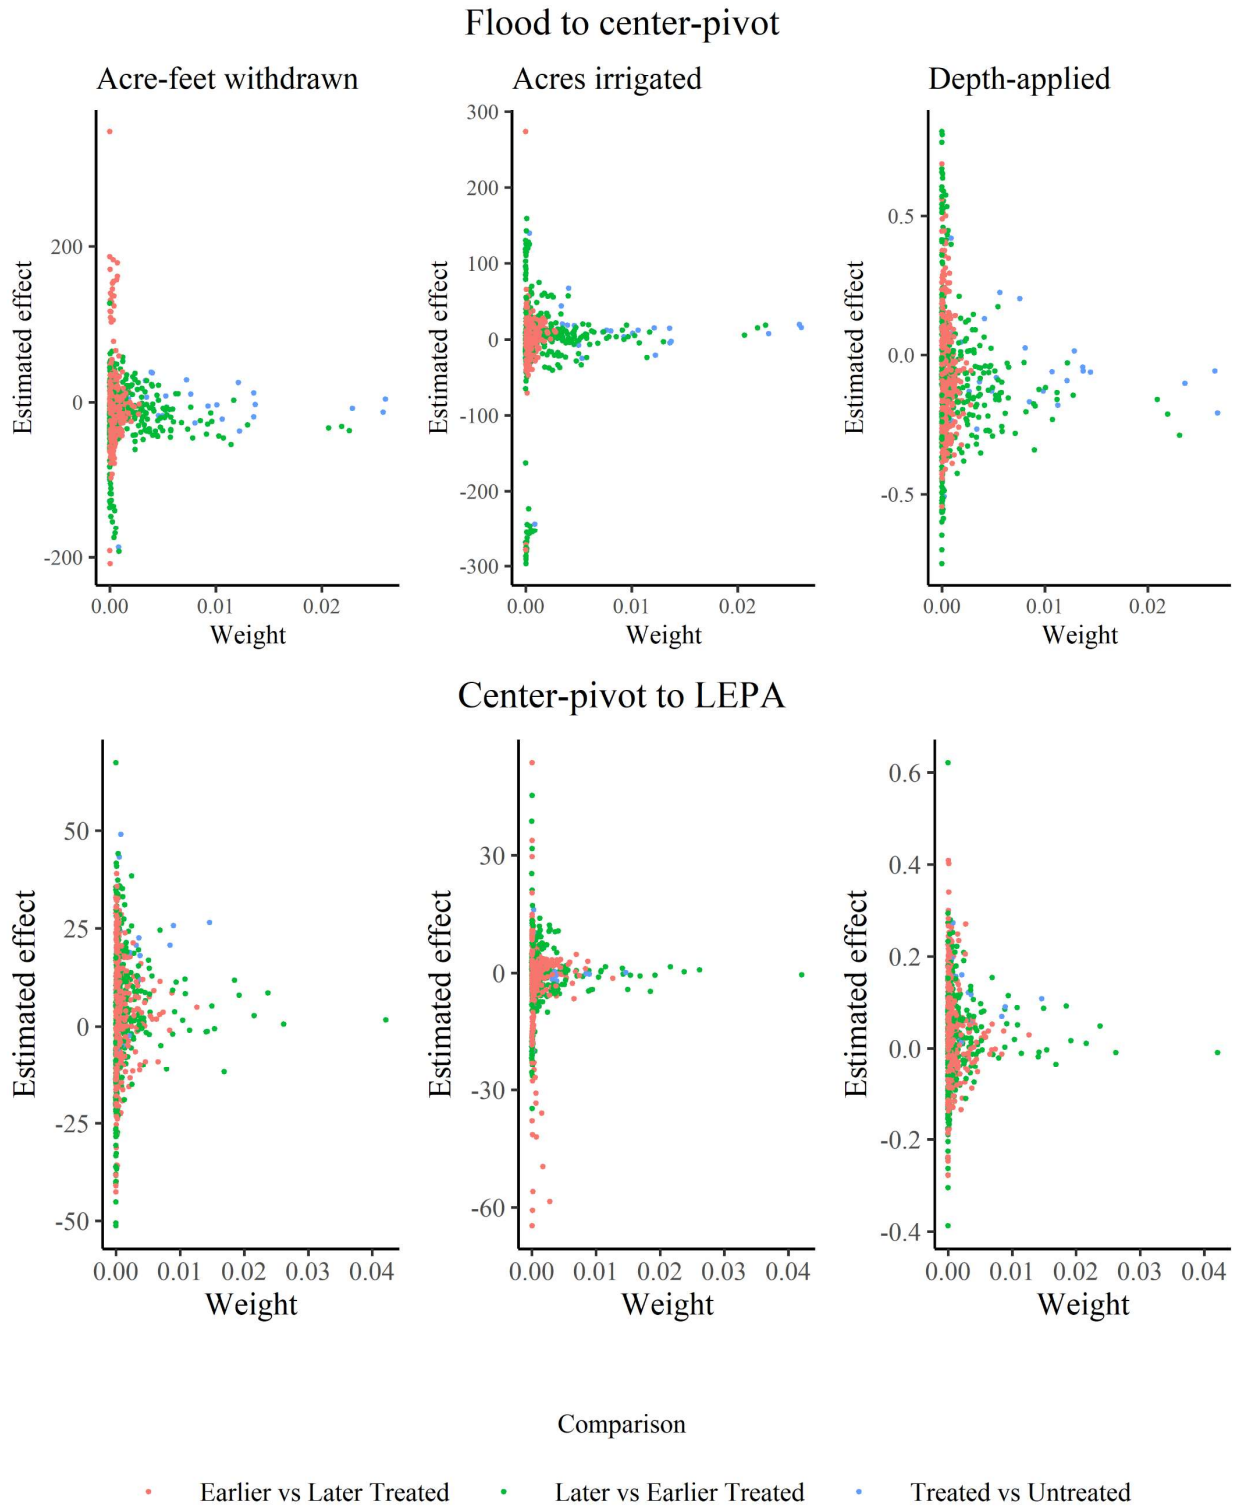 Flood to center-pivot
Acre-feet withdrawn
Acres irrigated
Depth-applied
Estimated effect
200
0
-200
0.00 0.01 0.02
Weight
Estimated effect
300
200
100
0
-100
-200
-300
0.00 0.01 0.02
Weight
Estimated effect
0.5
0.0
-0.5
0.00 0.01 0.02
Weight
Center-pivot to LEPA
Estimated effect
50
25
0
-25
-50
0.00 0.01 0.02 0.03 0.04
Weight
Estimated effect
30
0
-30
-60
0.00 0.01 0.02 0.03 0.04
Weight
Estimated effect
0.6
0.4
0.2
0.0
-0.2
-0.4
0.00 0.01 0.02 0.03 0.04
Weight
Comparison
Earlier vs Later Treated Later vs Earlier Treated Treated vs Untreated